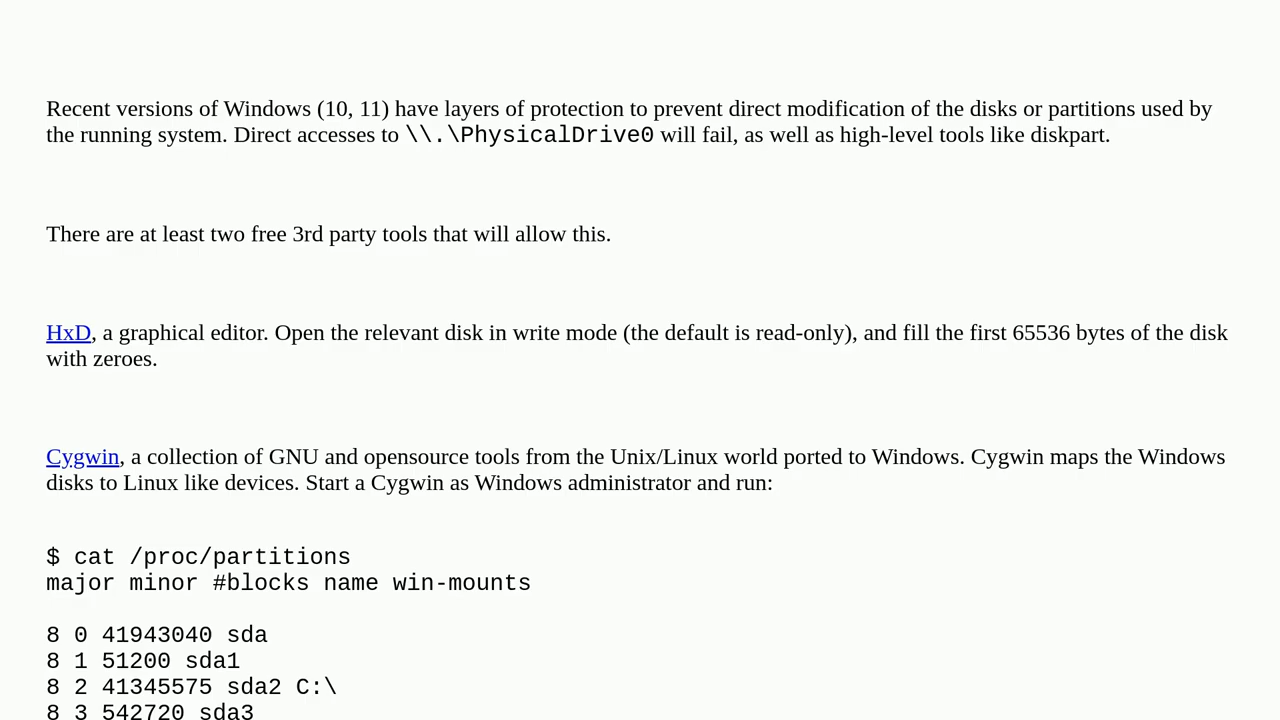 Recent versions of Windows (10, 11) have layers of protection to prevent direct modification of the disks or partitions used by
the running system. Direct accesses to \\.\PhysicalDrive0 will fail, as well as high-level tools like diskpart.
There are at least two free 3rd party tools that will allow this.
HxD, a graphical editor. Open the relevant disk in write mode (the default is read-only), and fill the first 65536 bytes of the disk
with zeroes.
Cygwin, a collection of GNU and opensource tools from the Unix/Linux world ported to Windows. Cygwin maps the Windows
disks to Linux like devices. Start a Cygwin as Windows administrator and run:
$ cat /proc/partitions
major minor #blocks name win-mounts
8 0 41943040 sda
8 1 51200 sda1
8 2 41345575 sda2 C:\
8 3 542720 sda3